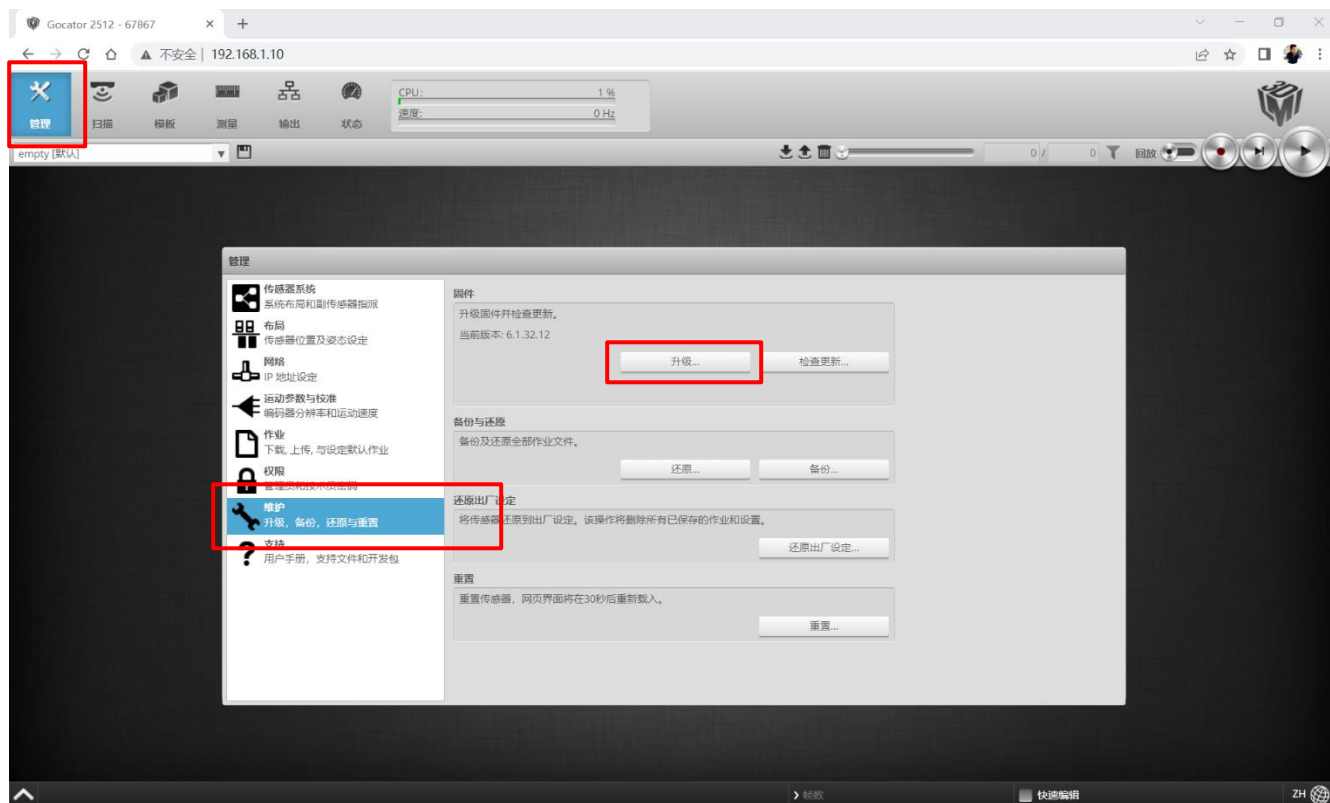 Gocator 2512 - 67867
不安全 | 192.168.1.10
管理
扫描
模板
测量
输出
状态
CPU: 1 %
速度: 0 Hz
empty [默认]
0 / 0
回放
管理
传感器系统
系统布局和副传感器指派
布局
传感器位置及姿态设定
网络
IP 地址设定
运动参数与校准
编码器分辨率和运动速度
作业
下载, 上传, 与设定默认作业
权限
管理员和技术员密码
维护
升级, 备份, 还原与重置
支持
用户手册, 支持文件和开发包
固件
升级固件并检查更新。
当前版本: 6.1.32.12
升级...
检查更新...
备份与还原
备份及还原全部作业文件。
还原...
备份...
还原出厂设定
将传感器还原到出厂设定。该操作将删除所有已保存的作业和设置。
还原出厂设定...
重置
重置传感器, 网页界面将在30秒后重新载入。
重置...
帧数
快速编辑
ZH